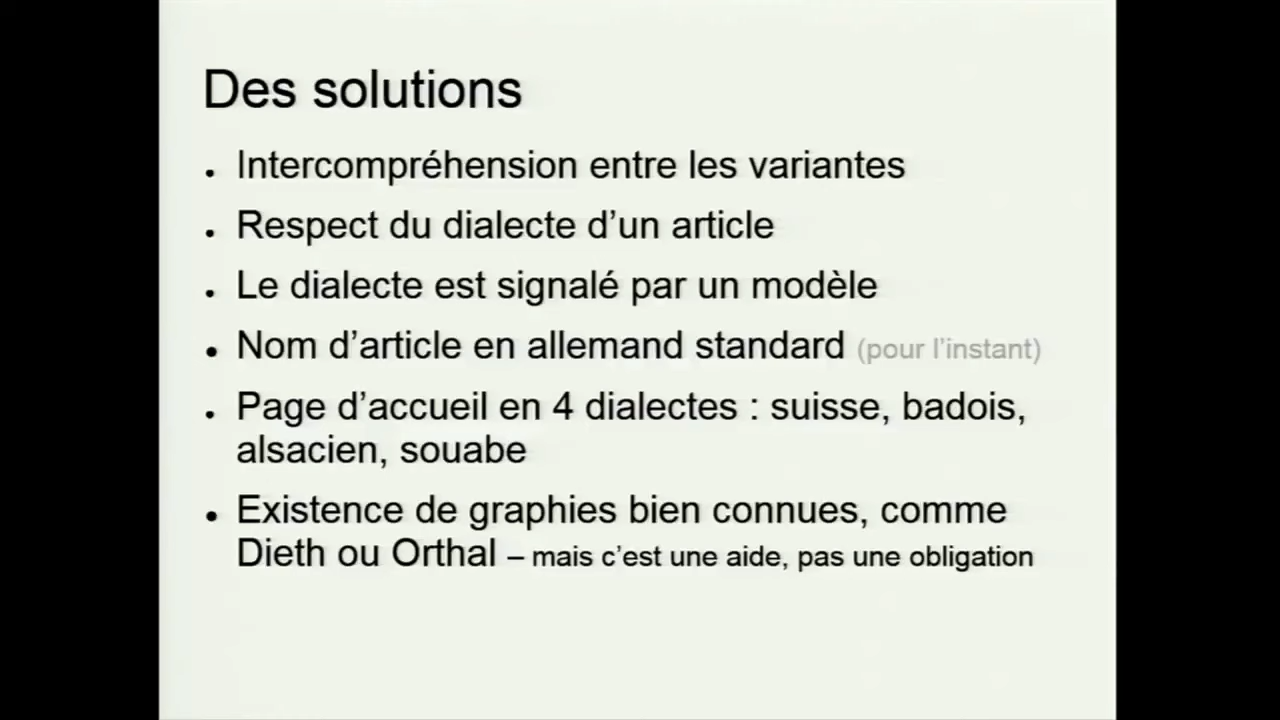 Des solutions
Intercompréhension entre les variantes
Respect du dialecte d’un article
Le dialecte est signalé par un modèle
Nom d’article en allemand standard (pour l’instant)
Page d’accueil en 4 dialectes : suisse, badois,
alsacien, souabe
Existence de graphies bien connues, comme
Dieth ou Orthal – mais c’est une aide, pas une obligation